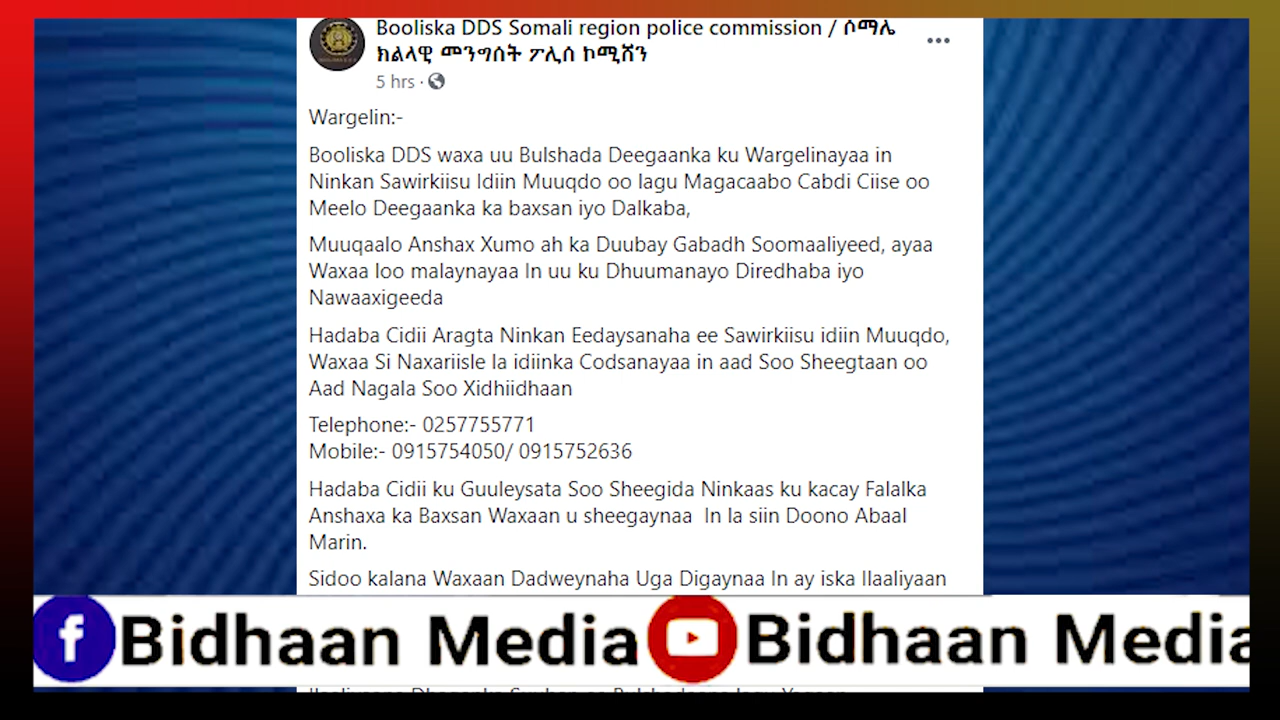 Booliska DDS Somali region police commission / ሶማሌ
ክልላዊ መንግሰት ፖሊሰ ኮሚሽን
5 hrs ·
Wargelin:-
Booliska DDS waxa uu Bulshada Deegaanka ku Wargelinayaa in
Ninkan Sawirkiisu Idiin Muuqdo oo lagu Magacaabo Cabdi Ciise oo
Meelo Deegaanka ka baxsan iyo Dalkaba,
Muuqaalo Anshax Xumo ah ka Duubay Gabadh Soomaaliyeed, ayaa
Waxaa loo malaynayaa In uu ku Dhuumanayo Diredhaba iyo
Nawaaxigeeda
Hadaba Cidii Aragta Ninkan Eedaysanaha ee Sawirkiisu idiin Muuqdo,
Waxaa Si Naxariisle la idiinka Codsanayaa in aad Soo Sheegtaan oo
Aad Nagala Soo Xidhiidhaan
Telephone:- 0257755771
Mobile:- 0915754050/ 0915752636
Hadaba Cidii ku Guuleysata Soo Sheegida Ninkaas ku kacay Falalka
Anshaxa ka Baxsan Waxaan u sheegaynaa In la siin Doono Abaal
Marin.
Sidoo kalana Waxaan Dadweynaha Uga Digaynaa In ay iska Ilaaliyaan
Bidhaan Media Bidhaan Media